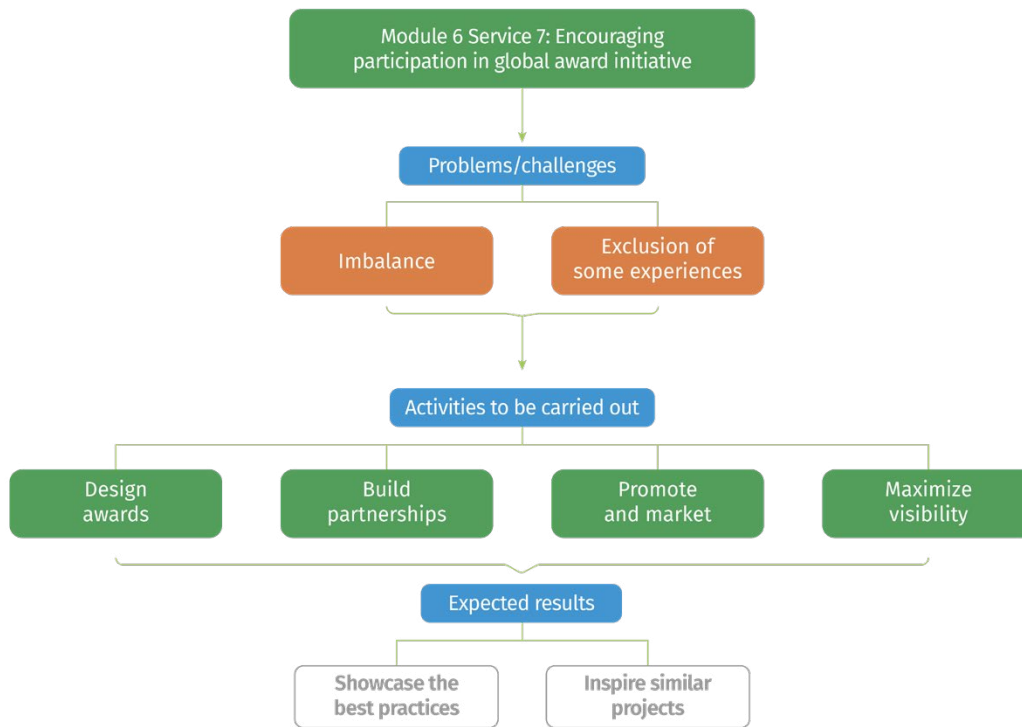 Module 6 Service 7: Encouraging
participation in global award initiative
Problems/challenges
Imbalance
Exclusion of
some experiences
Activities to be carried out
Design
awards
Build
partnerships
Promote
and market
Maximize
visibility
Expected results
Showcase the
best practices
Inspire similar
projects